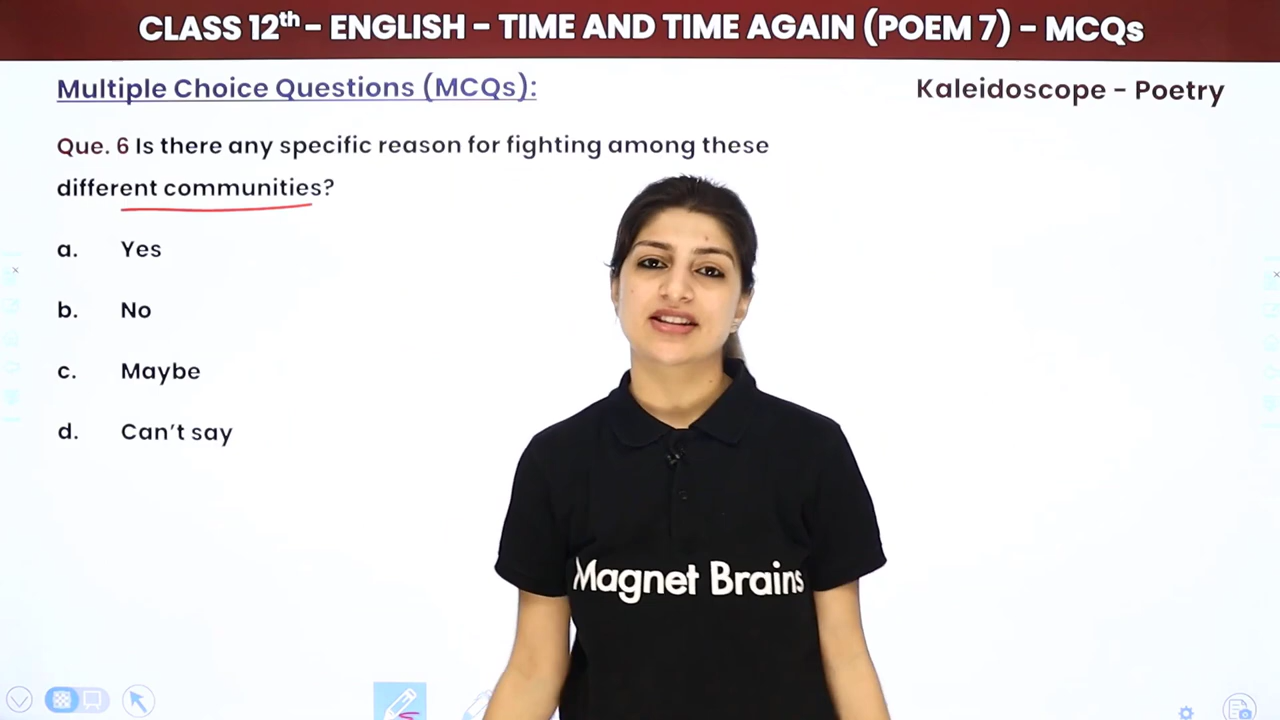 CLASS 12th – ENGLISH – TIME AND TIME AGAIN (POEM 7) – MCQs
Multiple Choice Questions (MCQs):
Kaleidoscope - Poetry
Que. 6 Is there any specific reason for fighting among these
different communities?
a. Yes
b. No
c. Maybe
d. Can't say
Magnet Brains